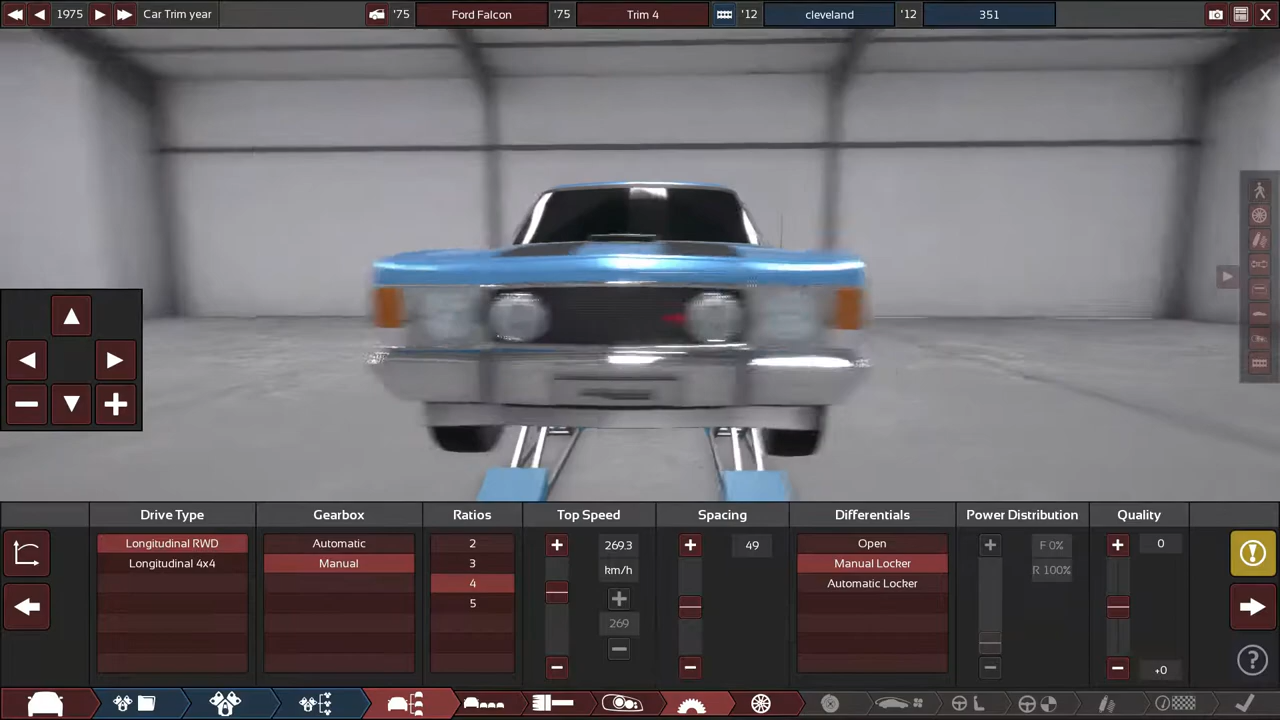 1975 Car Trim year '75 Ford Falcon '75 Trim 4 '12 cleveland '12 351
Drive Type Gearbox Ratios Top Speed Spacing Differentials Power Distribution Quality
Longitudinal RWD Automatic 2 269.3 49 Open F 0% 0
Longitudinal 4x4 Manual 3 km/h Manual Locker R 100%
4 Automatic Locker
5
269
+0